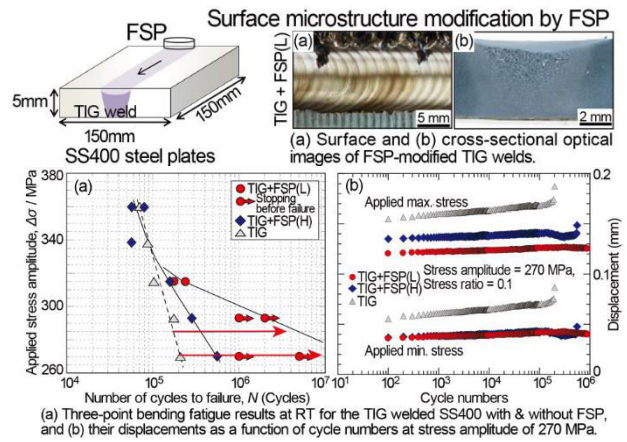 Surface microstructure modification by FSP
FSP
5mm
TIG weld
150mm
150mm
SS400 steel plates
TIG + FSP(L)
(a)
5 mm
(b)
2 mm
(a) Surface and (b) cross-sectional optical
images of FSP-modified TIG welds.
(a)
TIG+FSP(L)
Stopping
before failure
TIG+FSP(H)
TIG
Applied stress amplitude, Δσ / MPa
380
340
300
260
10⁴
10⁵
10⁶
10⁷
Number of cycles to failure, N (Cycles)
(b)
Applied max. stress
TIG+FSP(L)
TIG+FSP(H)
TIG
Stress amplitude = 270 MPa,
Stress ratio = 0.1
Applied min. stress
Displacement (mm)
0.2
0.1
0
10¹
10²
10³
10⁴
10⁵
10⁶
Cycle numbers
(a) Three-point bending fatigue results at RT for the TIG welded SS400 with & without FSP,
and (b) their displacements as a function of cycle numbers at stress amplitude of 270 MPa.